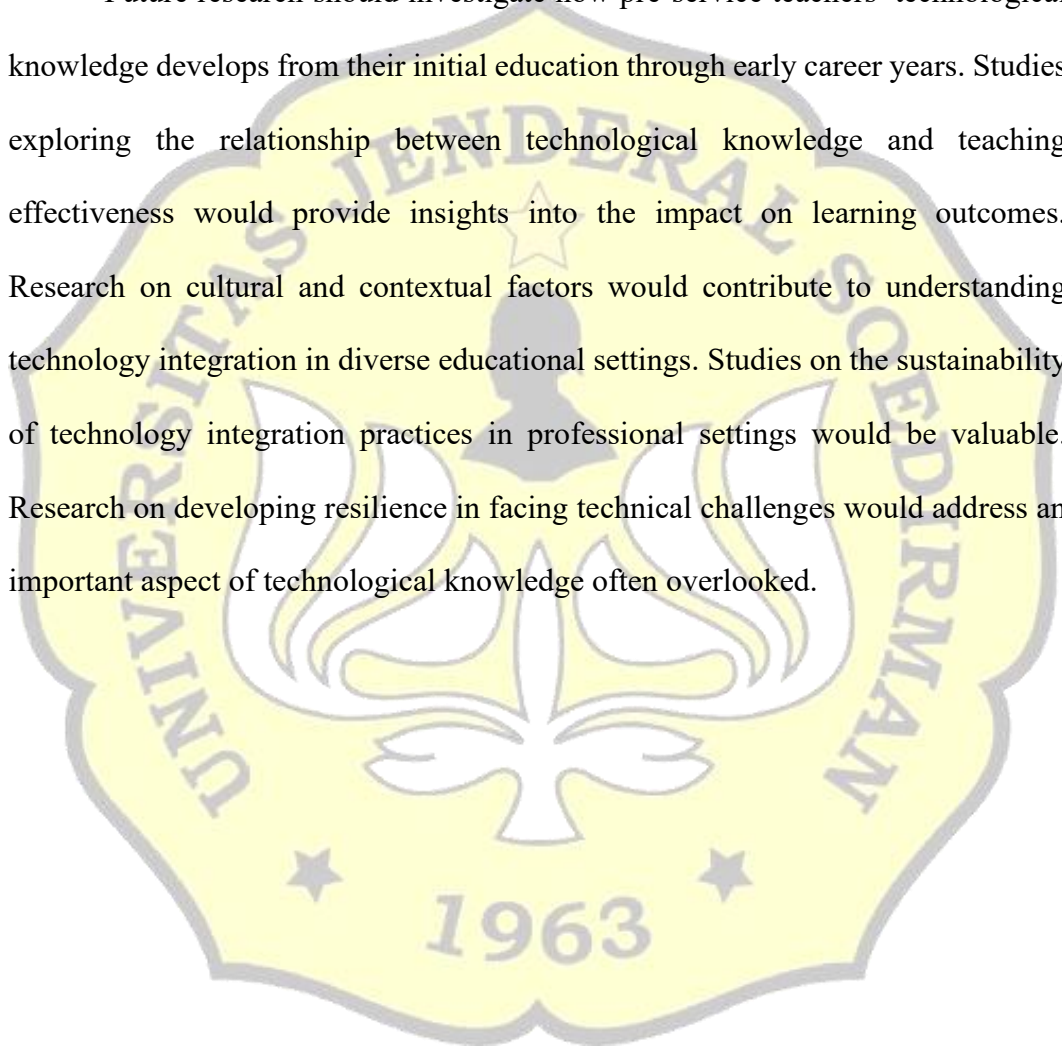 Future research should investigate how pre-service teachers' technological
knowledge develops from their initial education through early career years. Studies
exploring the relationship between technological knowledge and teaching
effectiveness would provide insights into the impact on learning outcomes.
Research on cultural and contextual factors would contribute to understanding
technology integration in diverse educational settings. Studies on the sustainability
of technology integration practices in professional settings would be valuable.
Research on developing resilience in facing technical challenges would address an
important aspect of technological knowledge often overlooked.
UNIVERSITAS JENDERAL SOEDIRMAN
1963